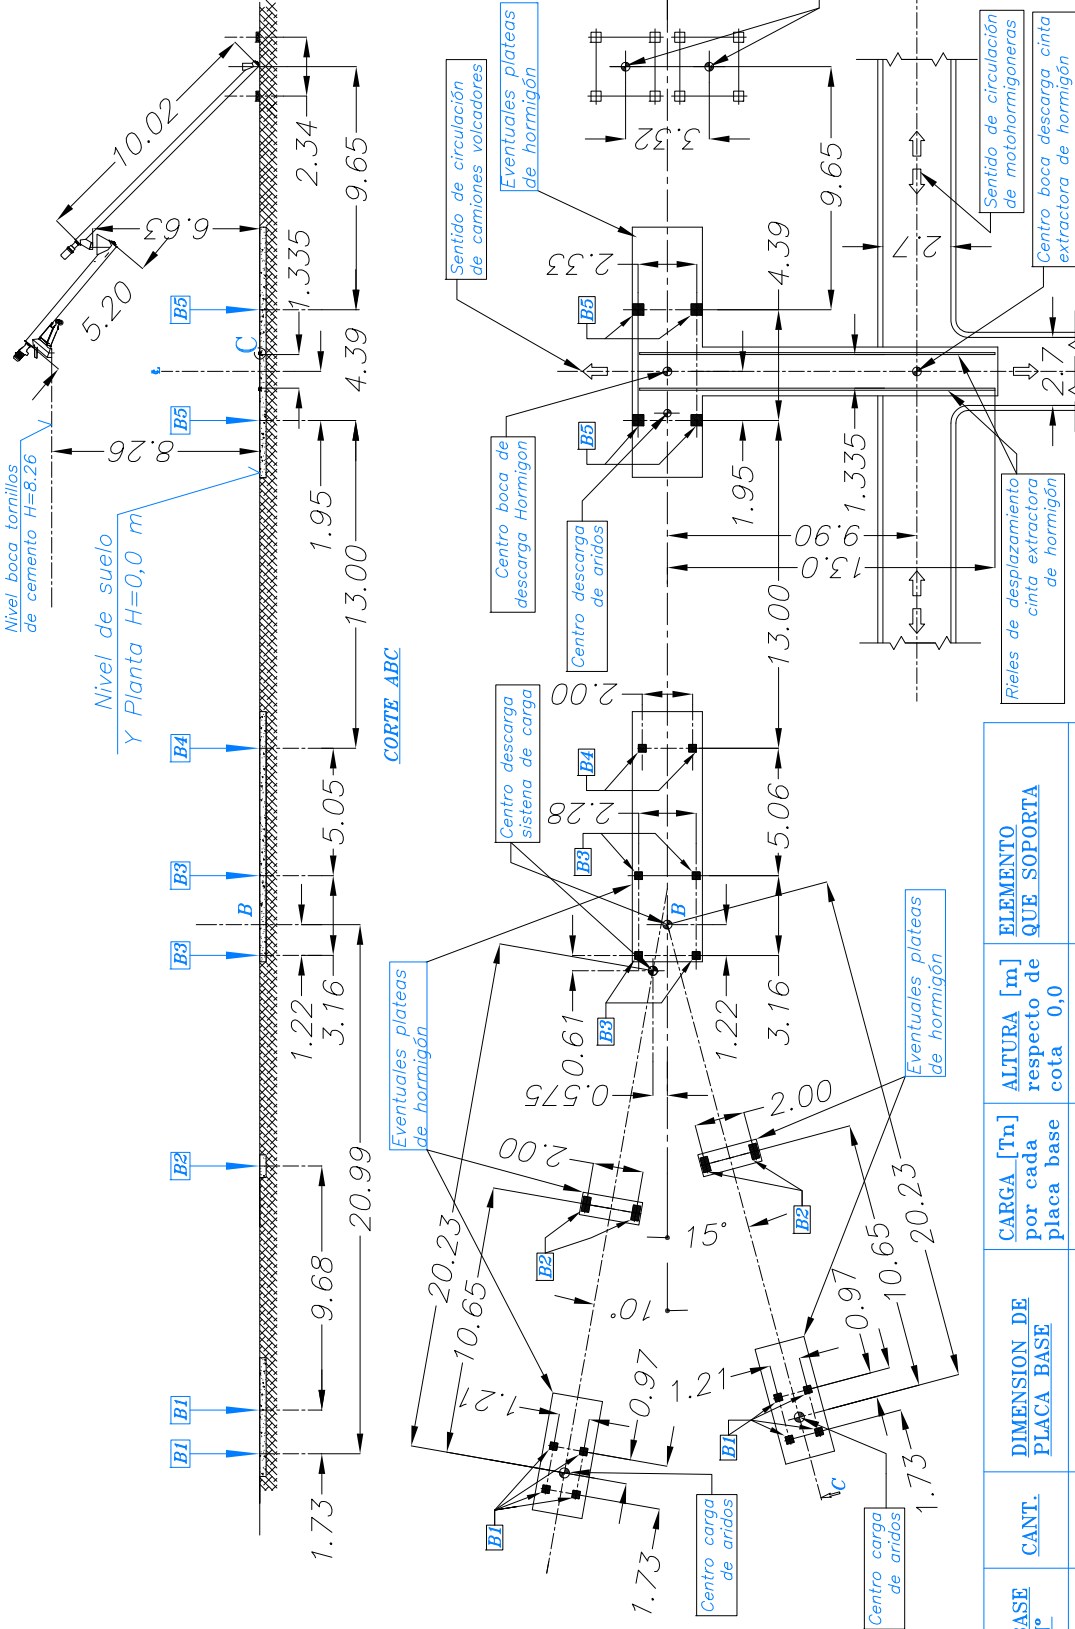 Nivel boca tornillos
de cemento H=8.26
Nivel de suelo
Y Planta H=0,0 m
10.02
5.20
6.63
8.26
2.34
9.65
1.335
4.39
1.95
13.00
5.05
3.16
1.22
20.99
9.68
1.73
B1
B1
B2
B3
B3
B4
B5
B5
B
C
CORTE ABC
Sentido de circulación
de camiones volcadores
Eventuales plateas
de hormigón
Centro boca de
descarga Hormigon
Centro descarga
de aridos
Centro descarga
sistena de carga
Eventuales plateas
de hormigón
Eventuales plateas
de hormigón
Sentido de circulación
de motohormigoneras
Centro boca descarga cinta
extractora de hormigón
Rieles de desplazamiento
cinta extractora
de hormigón
Centro carga
de aridos
Centro carga
de aridos
3.32
9.65
2.33
4.39
2.7
2.7
1.95
1.335
9.90
13.0
13.00
2.00
2.28
5.06
3.16
1.22
0.61
0.575
2.00
2.00
15°
10°
20.23
10.65
1.21
0.97
1.73
1.21
0.97
10.65
20.23
1.73
B5
B5
B4
B3
B3
B2
B2
B1
B1
B
C
CANT.
DIMENSION DE
PLACA BASE
CARGA [Tn]
por cada
placa base
ALTURA [m]
respecto de
cota 0,0
ELEMENTO
QUE SOPORTA